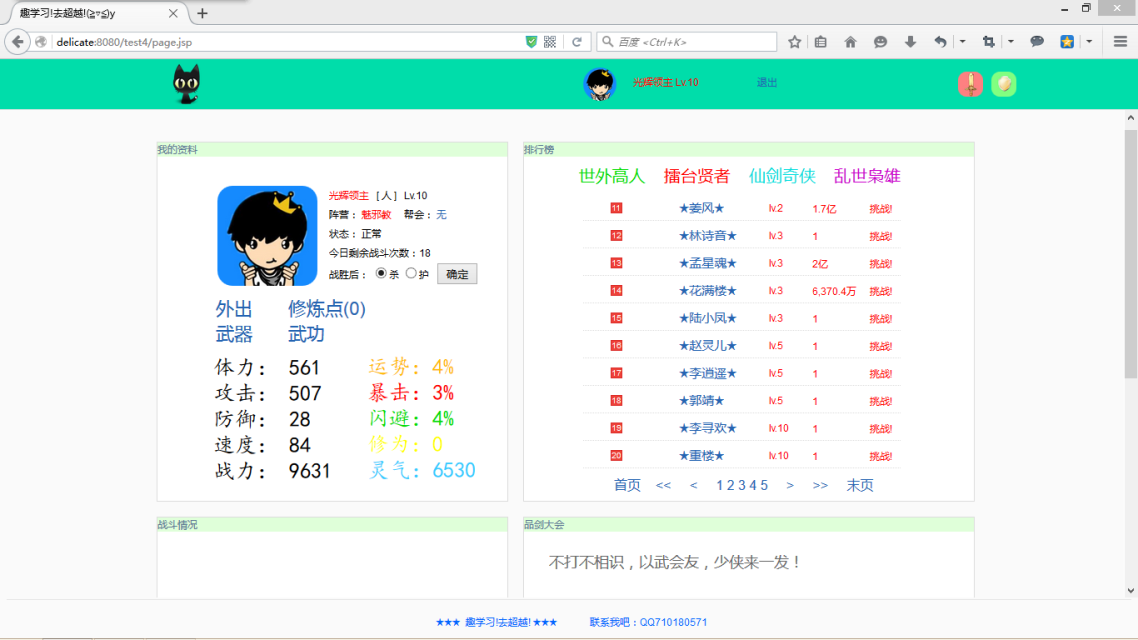 趣学习!去超越!(≧▽≦)y
delicate:8080/test4/page.jsp
百度 <Ctrl+K>
光辉领主 Lv.10 退出
我的资料
光辉领主 [ 人 ] Lv.10
阵营： 魅邪教 帮会： 无
状态： 正常
今日剩余战斗次数：18
战胜后： 杀 护 确定
外出 修炼点(0)
武器 武功
体力： 561 运势： 4%
攻击： 507 暴击： 3%
防御： 28 闪避： 4%
速度： 84 修为： 0
战力： 9631 灵气： 6530
排行榜
世外高人 擂台贤者 仙剑奇侠 乱世枭雄
11 ★姜风★ lv.2 1.7亿 挑战!
12 ★林诗音★ lv.3 1 挑战!
13 ★孟星魂★ lv.3 2亿 挑战!
14 ★花满楼★ lv.3 6,370.4万 挑战!
15 ★陆小凤★ lv.3 1 挑战!
16 ★赵灵儿★ lv.5 1 挑战!
17 ★李逍遥★ lv.5 1 挑战!
18 ★郭靖★ lv.5 1 挑战!
19 ★李寻欢★ lv.10 1 挑战!
20 ★重楼★ lv.10 1 挑战!
首页 << < 1 2 3 4 5 > >> 末页
战斗情况
品剑大会
不打不相识，以武会友，少侠来一发！
★★★ 趣学习!去超越! ★★★ 联系我吧：QQ710180571